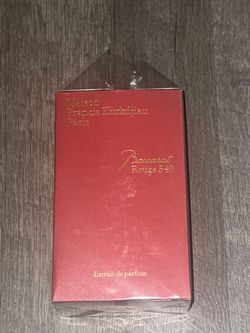 Maison
Francis Kurkdjian
Paris
Baccarat
Rouge 540
Extrait de parfum